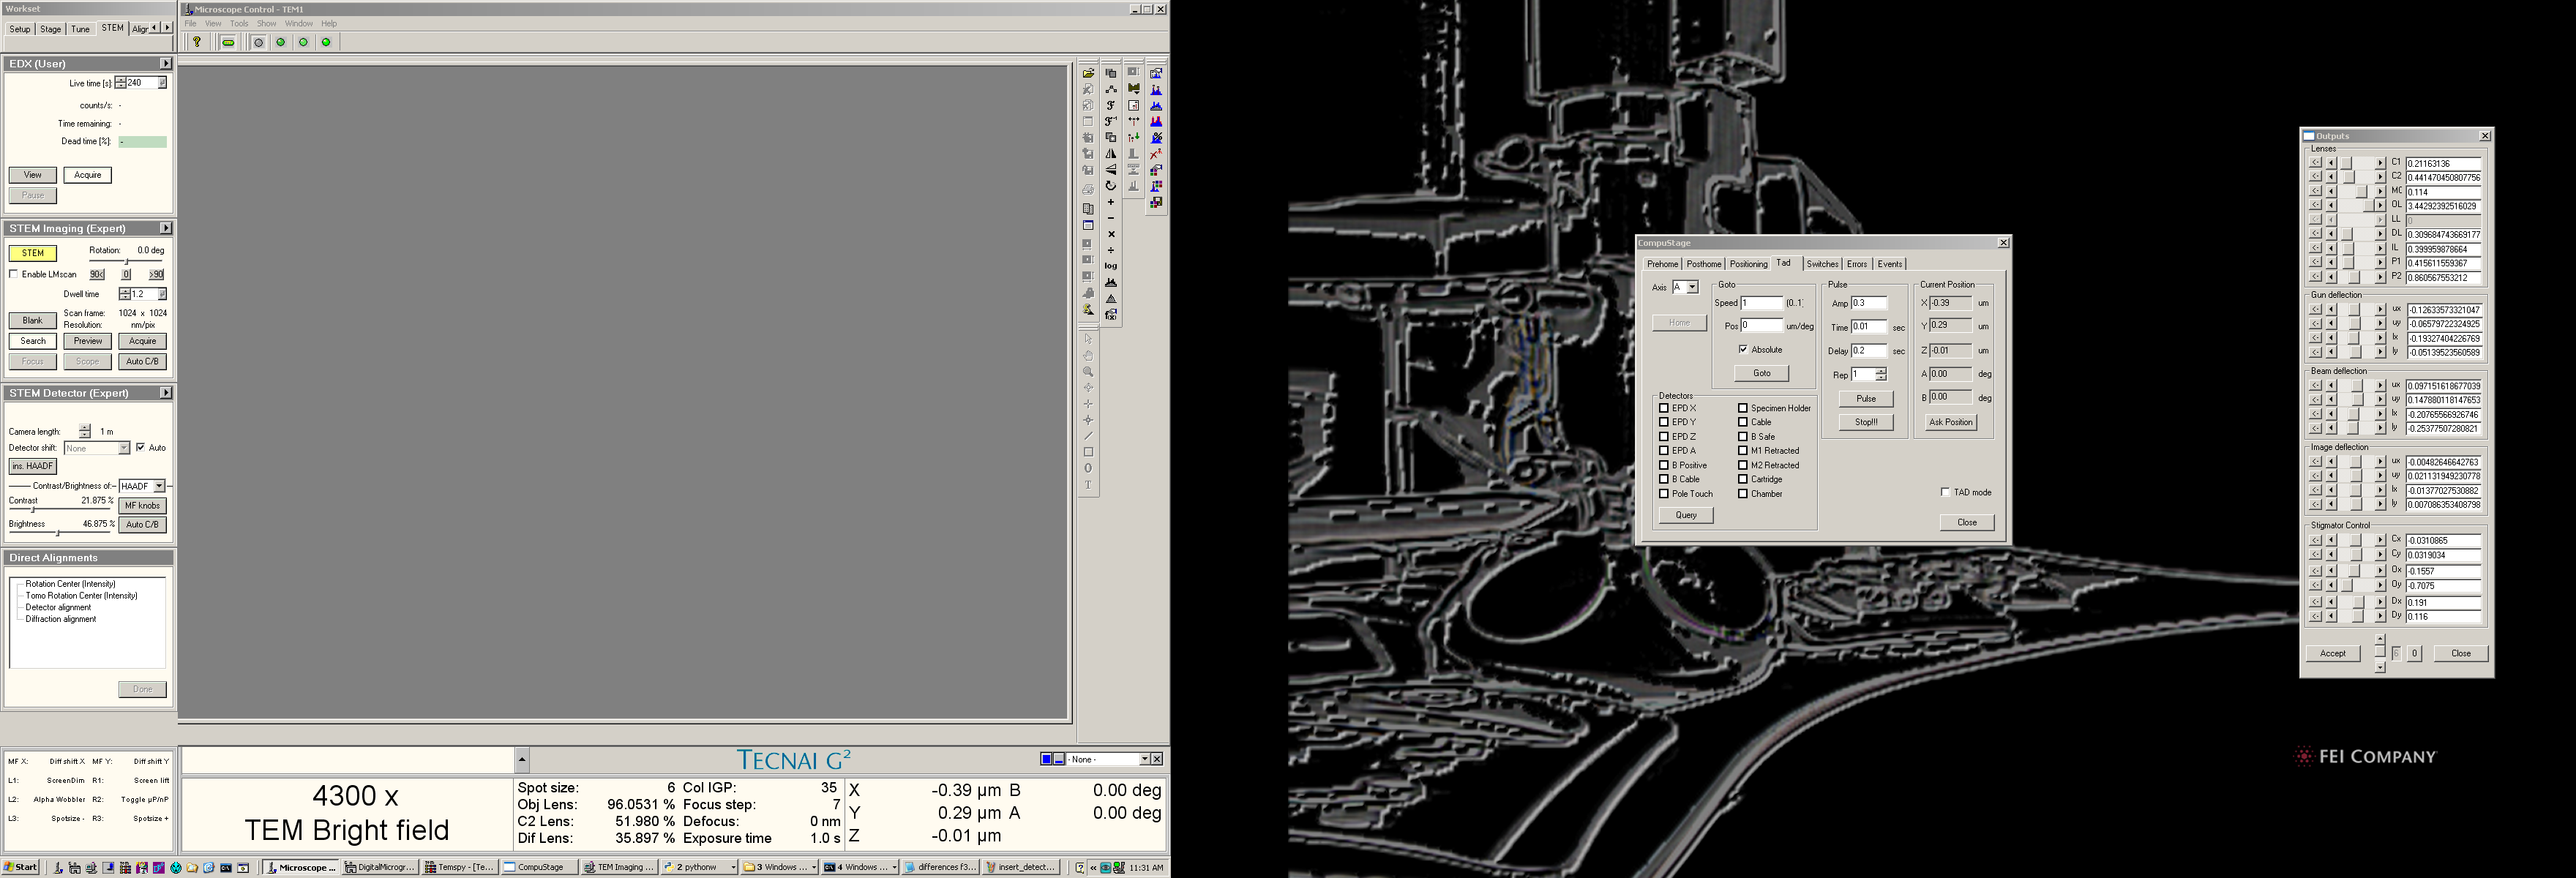 Workset
Setup Stage Tune STEM Align
EDX (User)
Live time [s]: 240
counts/s: -
Time remaining: -
Dead time [%]: -
View Acquire
Pause
STEM Imaging (Expert)
STEM Rotation: 0.0 deg
Enable LMscan 90< 0 >90
Dwell time 1.2
Blank Scan frame: 1024 x 1024
Resolution: nm/pix
Search Preview Acquire
Focus Scope Auto C/B
STEM Detector (Expert)
Camera length: 1 m
Detector shift: None Auto
ins. HAADF
Contrast/Brightness of: HAADF
Contrast 21.875 % MF knobs
Brightness 46.875 % Auto C/B
Direct Alignments
Rotation Center (Intensity)
Tomo Rotation Center (Intensity)
Detector alignment
Diffraction alignment
Done
MF X: Diff shift X MF Y: Diff shift Y
L1: ScreenDim R1: Screen lift
L2: Alpha Wobbler R2: Toggle µP/nP
L3: Spotsize - R3: Spotsize +
Microscope Control - TEM1
File View Tools Show Window Help
log
TECNAI G²
- None -
4300 x
TEM Bright field
Spot size: 6 Col IGP: 35
Obj Lens: 96.0531 % Focus step: 7
C2 Lens: 51.980 % Defocus: 0 nm
Dif Lens: 35.897 % Exposure time 1.0 s
X -0.39 µm B 0.00 deg
Y 0.29 µm A 0.00 deg
Z -0.01 µm
Start Microscope ... DigitalMicrogr... Temspy - [Te... CompuStage TEM Imaging ... 2 pythonw 3 Windows ... 4 Windows ... differences f3... insert_detect... 11:31 AM
CompuStage
Prehome Posthome Positioning Tad Switches Errors Events
Axis A
Home
Goto
Speed 1 (0..1)
Pos 0 um/deg
Absolute
Goto
Pulse
Amp 0.3
Time 0.01 sec
Delay 0.2 sec
Rep 1
Pulse
Stop!!!
Current Position
X -0.39 um
Y 0.29 um
Z -0.01 um
A 0.00 deg
B 0.00 deg
Ask Position
Detectors
EPD X Specimen Holder
EPD Y Cable
EPD Z B Safe
EPD A M1 Retracted
B Positive M2 Retracted
B Cable Cartridge
Pole Touch Chamber
Query
TAD mode
Close
Outputs
Lenses
C1 0.21163136
C2 0.441470450807756
MC 0.114
OL 3.44292392516029
LL 0
DL 0.309684743669177
IL 0.399959878664
P1 0.415611559367
P2 0.860567553212
Gun deflection
ux -0.12633573321047
uy -0.06579722324925
lx -0.19327404226769
ly -0.05139523560589
Beam deflection
ux 0.097151618677039
uy 0.147880118147653
lx -0.20765566926746
ly -0.25377507280821
Image deflection
ux -0.00482646642763
uy 0.021131949230778
lx -0.01377027530882
ly 0.007086353408798
Stigmator Control
Cx -0.0310865
Cy 0.0319034
Ox -0.1557
Oy -0.7075
Dx 0.191
Dy 0.116
Accept 6 0 Close
FEI COMPANY